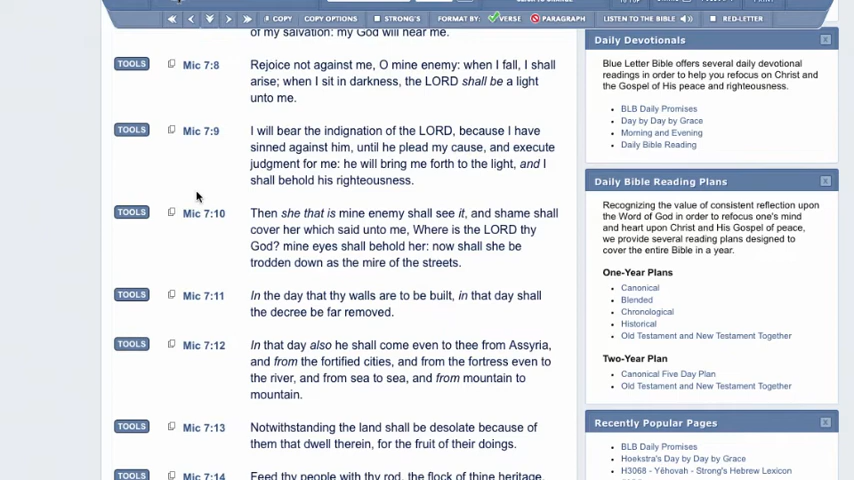 COPY COPY OPTIONS STRONG'S FORMAT BY: VERSE PARAGRAPH LISTEN TO THE BIBLE RED-LETTER
of my salvation: my God will hear me.
TOOLS Mic 7:8 Rejoice not against me, O mine enemy: when I fall, I shall
arise; when I sit in darkness, the LORD shall be a light
unto me.
TOOLS Mic 7:9 I will bear the indignation of the LORD, because I have
sinned against him, until he plead my cause, and execute
judgment for me: he will bring me forth to the light, and I
shall behold his righteousness.
TOOLS Mic 7:10 Then she that is mine enemy shall see it, and shame shall
cover her which said unto me, Where is the LORD thy
God? mine eyes shall behold her: now shall she be
trodden down as the mire of the streets.
TOOLS Mic 7:11 In the day that thy walls are to be built, in that day shall
the decree be far removed.
TOOLS Mic 7:12 In that day also he shall come even to thee from Assyria,
and from the fortified cities, and from the fortress even to
the river, and from sea to sea, and from mountain to
mountain.
TOOLS Mic 7:13 Notwithstanding the land shall be desolate because of
them that dwell therein, for the fruit of their doings.
TOOLS Mic 7:14 Feed thy people with thy rod, the flock of thine heritage,
Daily Devotionals
Blue Letter Bible offers several daily devotional
readings in order to help you refocus on Christ and
the Gospel of His peace and righteousness.
BLB Daily Promises
Day by Day by Grace
Morning and Evening
Daily Bible Reading
Daily Bible Reading Plans
Recognizing the value of consistent reflection upon
the Word of God in order to refocus one's mind
and heart upon Christ and His Gospel of peace,
we provide several reading plans designed to
cover the entire Bible in a year.
One-Year Plans
Canonical
Blended
Chronological
Historical
Old Testament and New Testament Together
Two-Year Plan
Canonical Five Day Plan
Old Testament and New Testament Together
Recently Popular Pages
BLB Daily Promises
Hoekstra's Day by Day by Grace
H3068 - Yĕhovah - Strong's Hebrew Lexicon